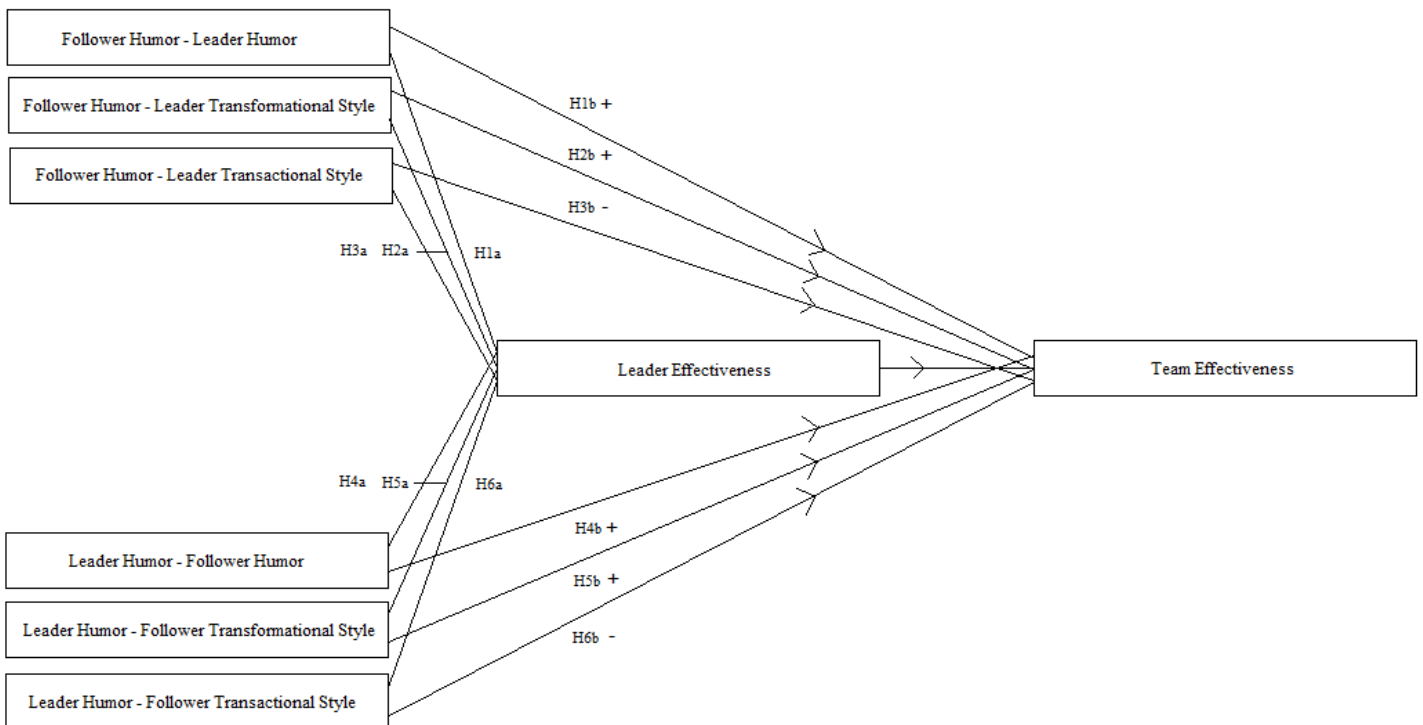 Follower Humor - Leader Humor
Follower Humor - Leader Transformational Style
Follower Humor - Leader Transactional Style
H1b +
H2b +
H3b -
H3a H2a H1a
Leader Effectiveness
Team Effectiveness
H4a H5a H6a
H4b +
H5b +
H6b -
Leader Humor - Follower Humor
Leader Humor - Follower Transformational Style
Leader Humor - Follower Transactional Style